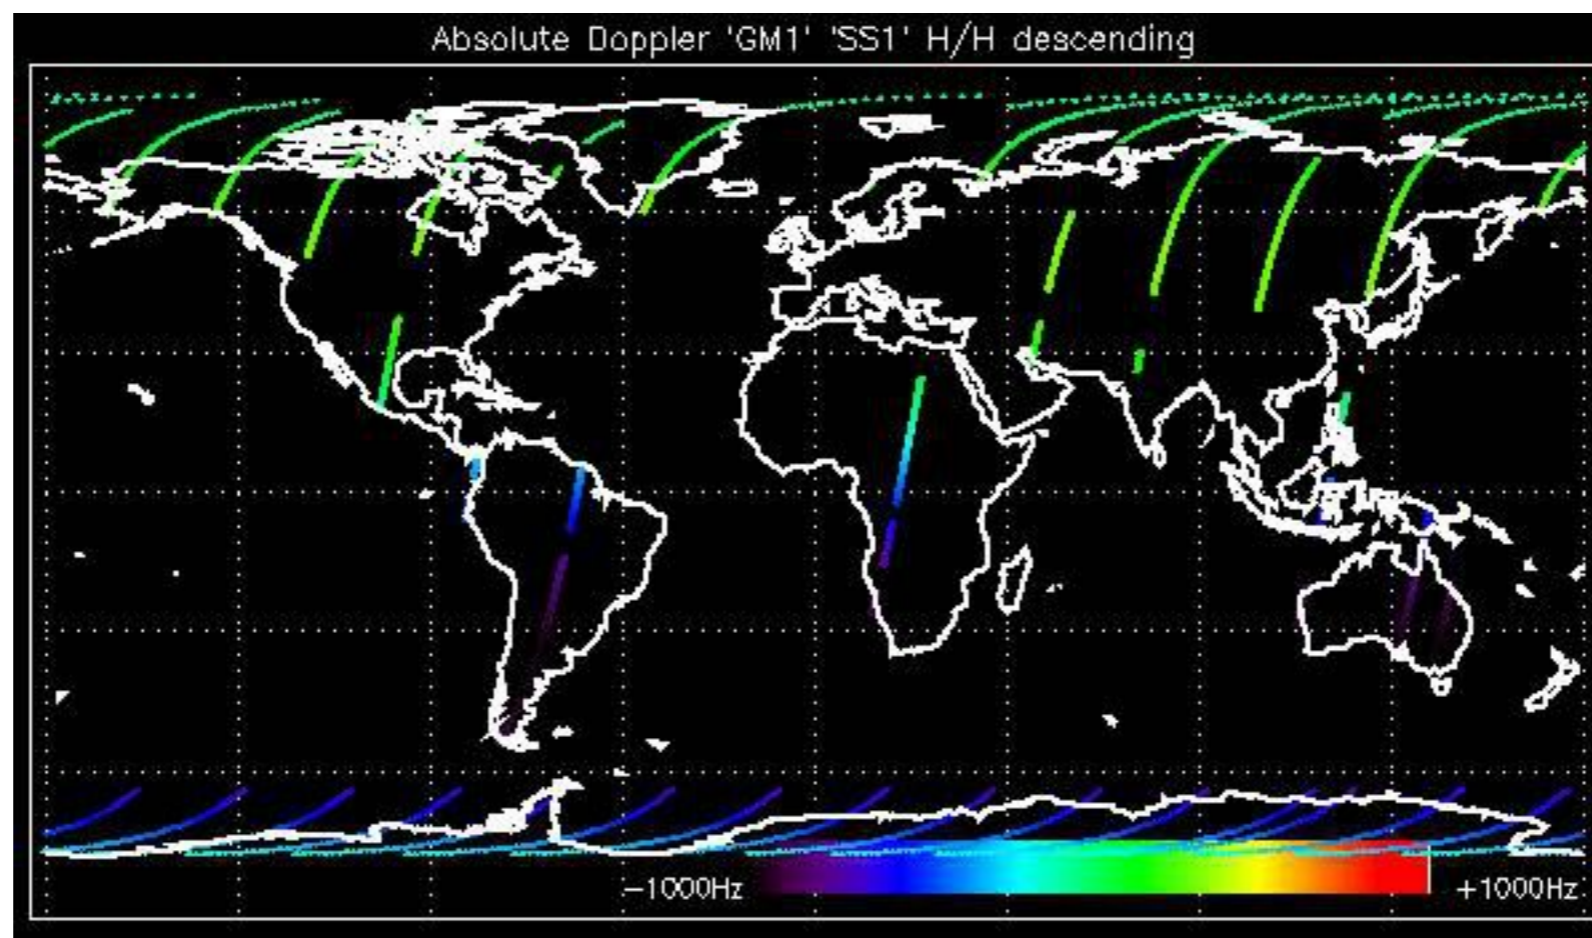 Absolute Doppler 'GM1' 'SS1' H/H descending
-1000Hz +1000Hz